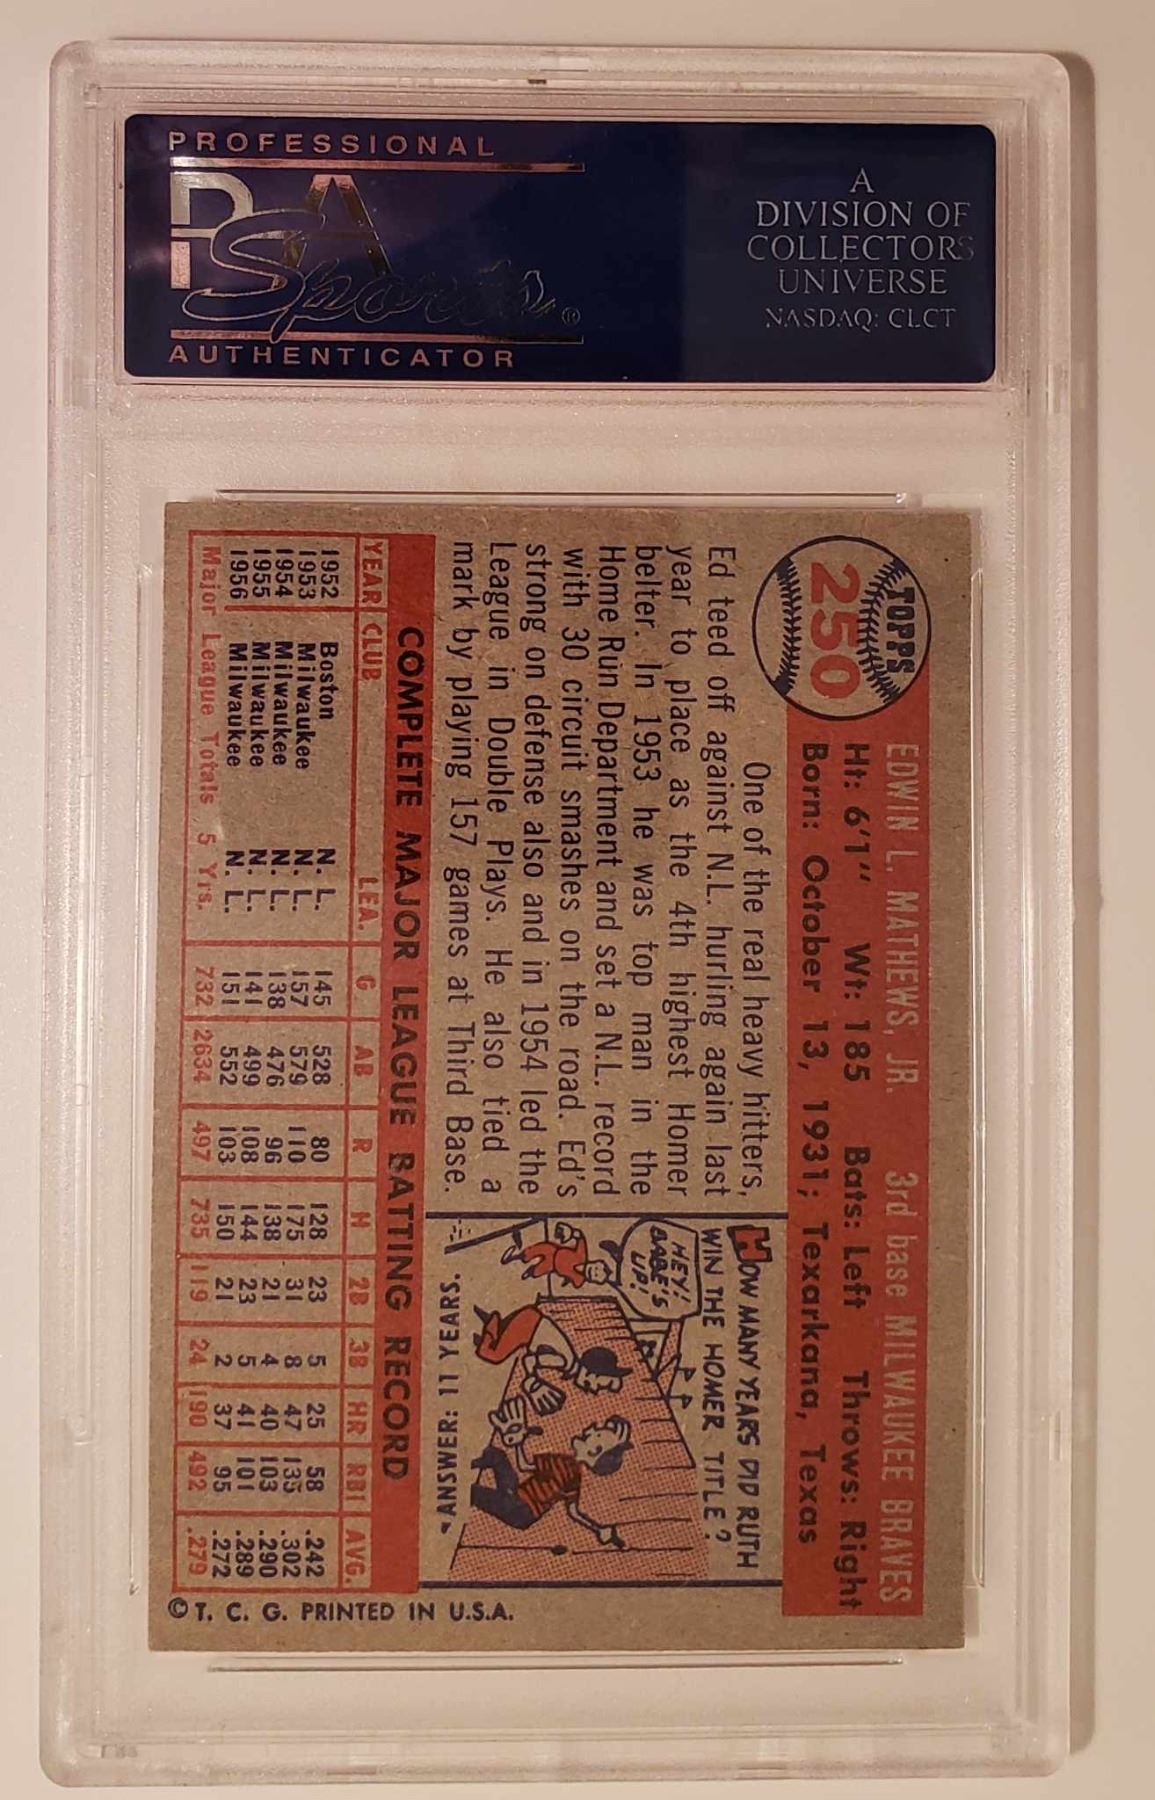 PROFESSIONAL
PSA
Sports®
AUTHENTICATOR
A
DIVISION OF
COLLECTORS
UNIVERSE
NASDAQ: CLCT
TOPPS
250
EDWIN L. MATHEWS, JR. 3rd base MILWAUKEE BRAVES
Ht: 6'1" Wt: 185 Bats: Left Throws: Right
Born: October 13, 1931; Texarkana, Texas
One of the real heavy hitters,
Ed teed off against N.L. hurling again last
year to place as the 4th highest Homer
belter. In 1953 he was top man in the
Home Run Department and set a N.L. record
with 30 circuit smashes on the road. Ed's
strong on defense also and in 1954 led the
League in Double Plays. He also tied a
mark by playing 157 games at Third Base.
HOW MANY YEARS DID RUTH
WIN THE HOMER TITLE?
HEY!
BABE'S
UP!
-ANSWER: 11 YEARS.
COMPLETE MAJOR LEAGUE BATTING RECORD
YEAR CLUB LEA. G AB R H 2B 3B HR RBI AVG.
1952 Boston N. L. 145 528 80 128 23 5 25 58 .242
1953 Milwaukee N. L. 157 579 110 175 31 8 47 135 .302
1954 Milwaukee N. L. 138 476 96 138 21 4 40 103 .290
1955 Milwaukee N. L. 141 499 108 144 23 5 41 101 .289
1956 Milwaukee N. L. 151 552 103 150 21 2 37 95 .272
Major League Totals 5 Yrs. 732 2634 497 735 119 24 190 492 .279
© T. C. G. PRINTED IN U.S.A.